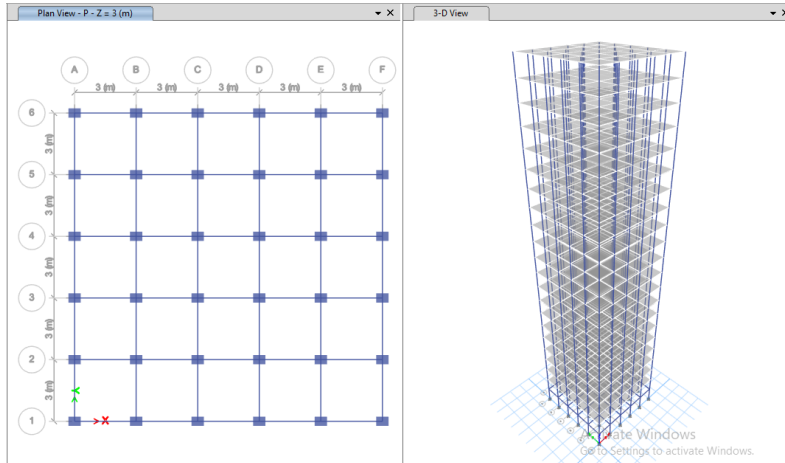 Plan View - P - Z = 3 (m)
A B C D E F
3 (m) 3 (m) 3 (m) 3 (m) 3 (m)
6
3 (m)
5
3 (m)
4
3 (m)
3
3 (m)
2
3 (m)
1
X
3-D View
Activate Windows
Go to Settings to activate Windows.